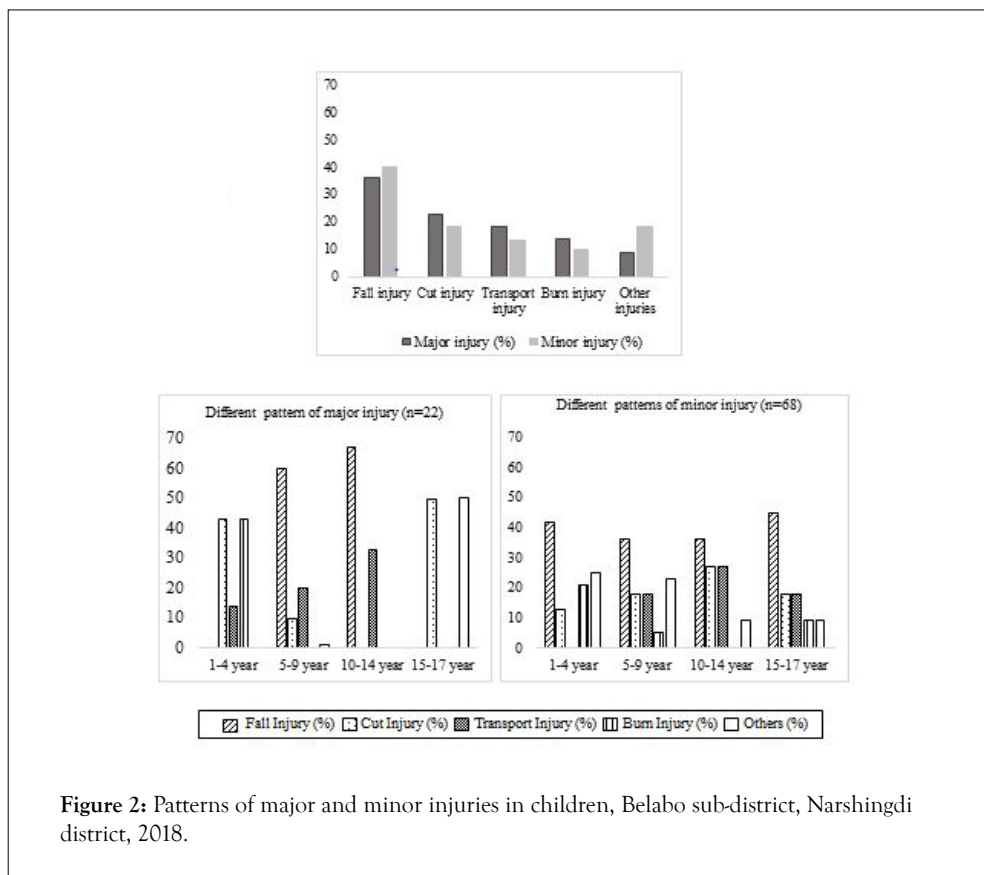 70
60
50
40
30
20
10
0
Fall injury Cut injury Transport injury Burn injury Other injuries
Major injury (%) Minor injury (%)
Different pattern of major injury (n=22)
70
60
50
40
30
20
10
0
1-4 year 5-9 year 10-14 year 15-17 year
Different patterns of minor injury (n=68)
70
60
50
40
30
20
10
0
1-4 year 5-9 year 10-14 year 15-17 year
Fall Injury (%) Cut Injury (%) Transport Injury (%) Burn Injury (%) Others (%)
Figure 2: Patterns of major and minor injuries in children, Belabo sub-district, Narshingdi
district, 2018.